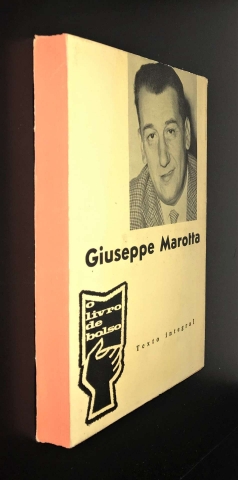 Giuseppe Marotta
o
livro
de
bolso
Texto integral